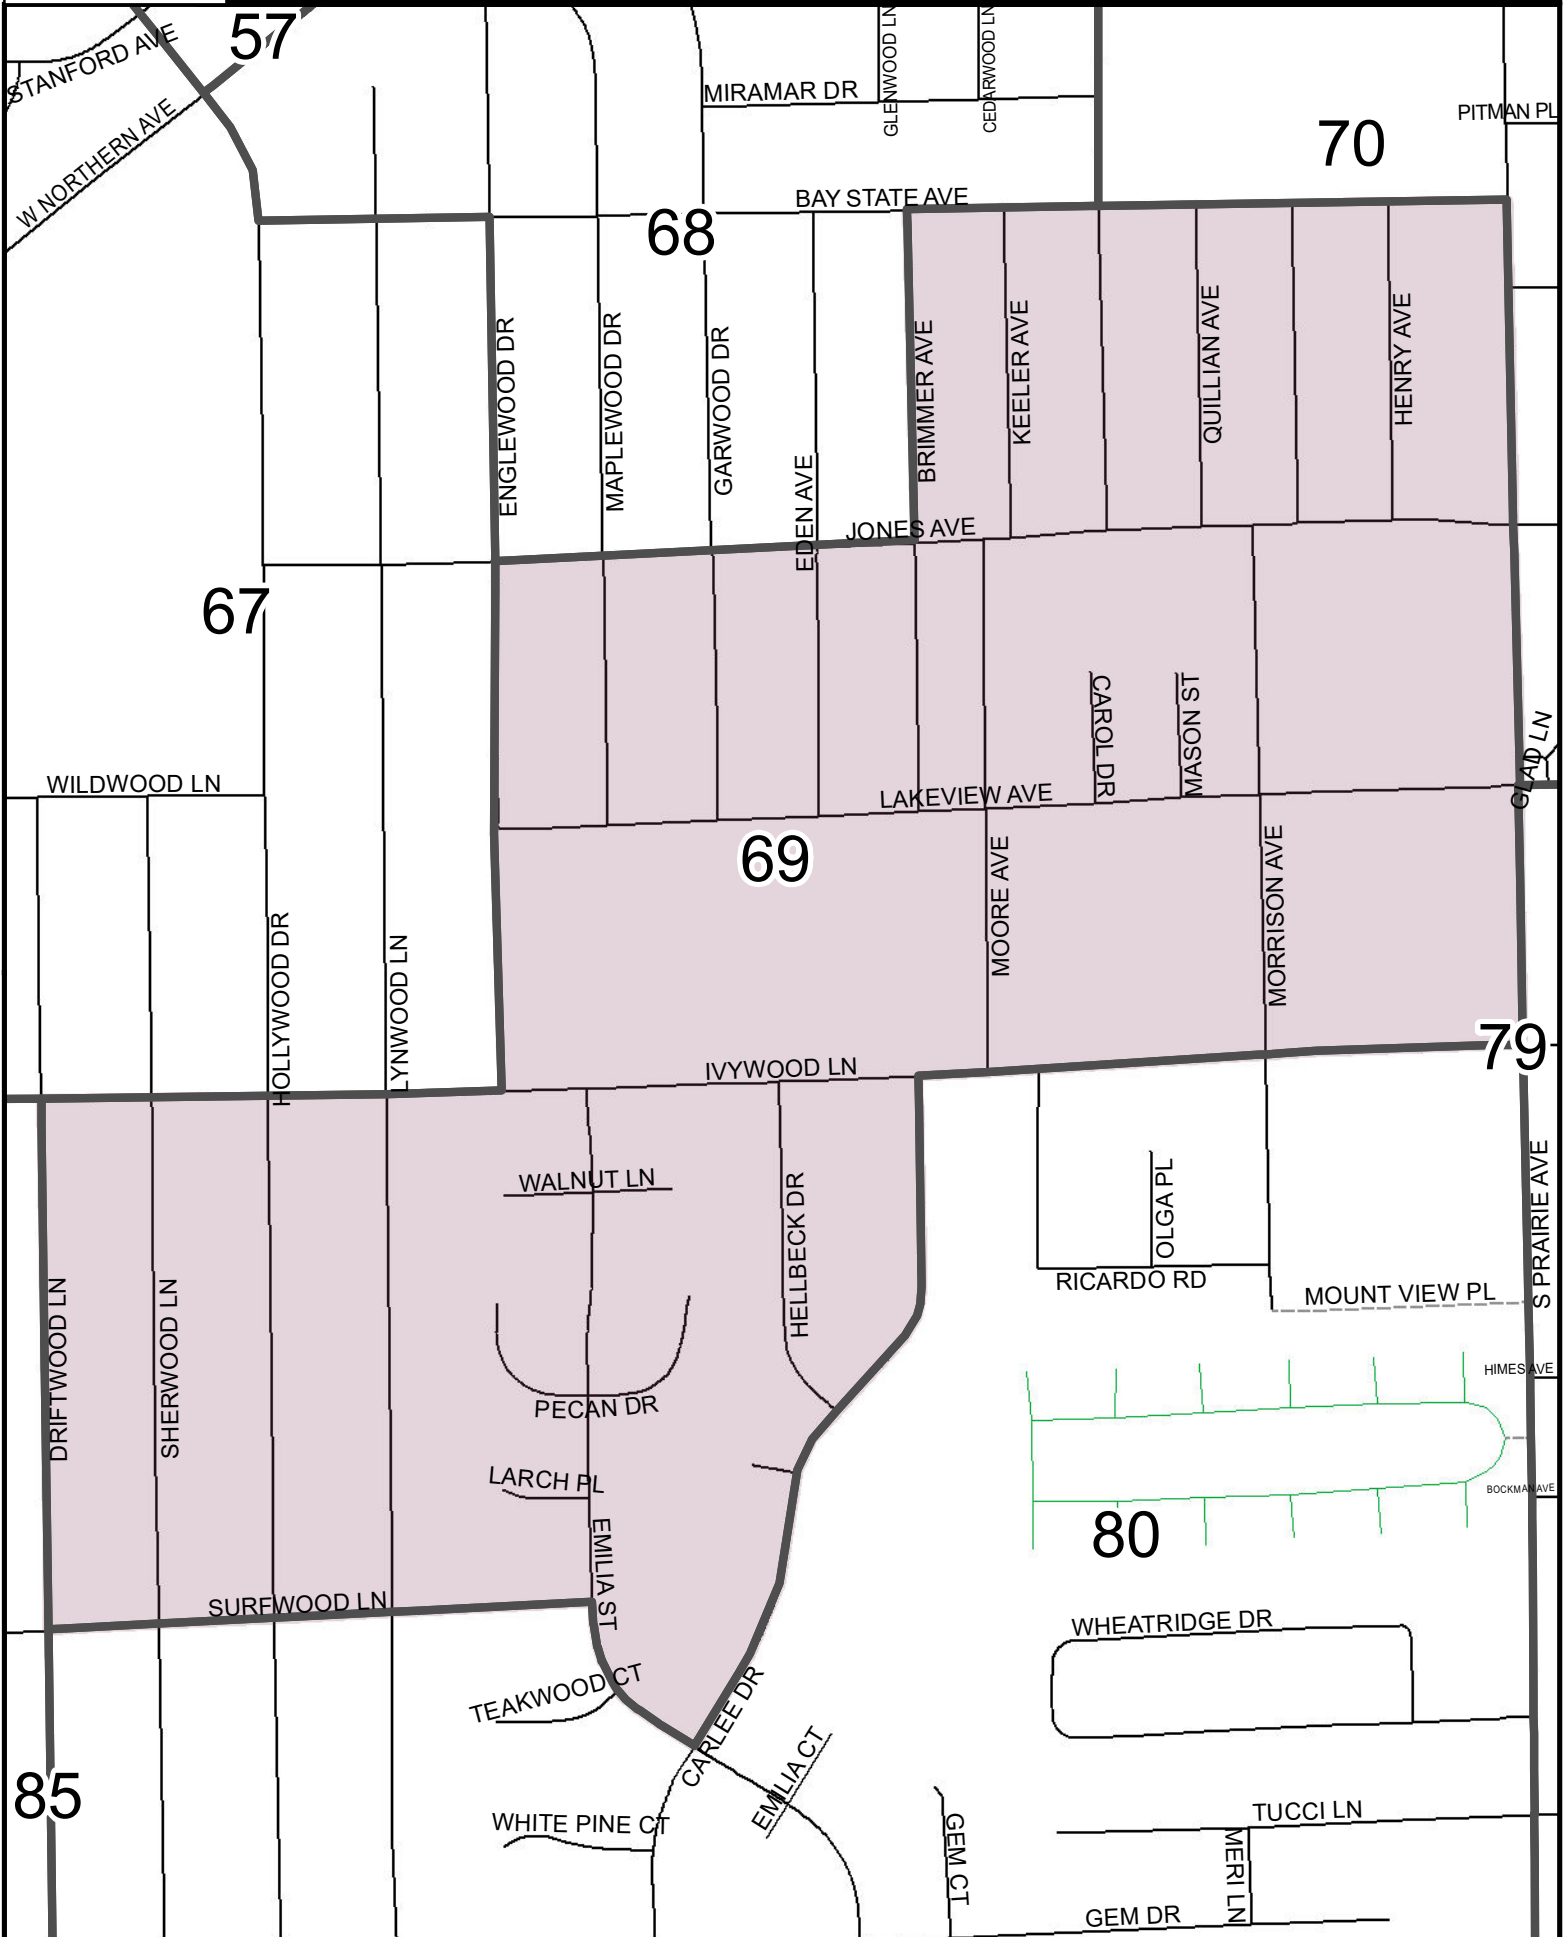 57
STANFORD AVE
W NORTHERN AVE
MIRAMAR DR
GLENWOOD LN
CEDARWOOD LN
PITMAN PL
70
BAY STATE AVE
68
ENGLEWOOD DR
MAPLEWOOD DR
GARWOOD DR
EDEN AVE
BRIMMER AVE
KEELER AVE
QUILLIAN AVE
HENRY AVE
JONES AVE
67
CAROL DR
MASON ST
GLAD LN
WILDWOOD LN
LAKEVIEW AVE
69
MOORE AVE
MORRISON AVE
HOLLYWOOD DR
LYNWOOD LN
79
IVYWOOD LN
WALNUT LN
HELLBECK DR
OLGA PL
S PRAIRIE AVE
RICARDO RD
MOUNT VIEW PL
DRIFTWOOD LN
SHERWOOD LN
HIMES AVE
PECAN DR
LARCH PL
BOCKMAN AVE
80
EMILIA ST
SURFWOOD LN
WHEATRIDGE DR
TEAKWOOD CT
CARLEE DR
EMILIA CT
85
WHITE PINE CT
GEM CT
TUCCI LN
MERI LN
GEM DR